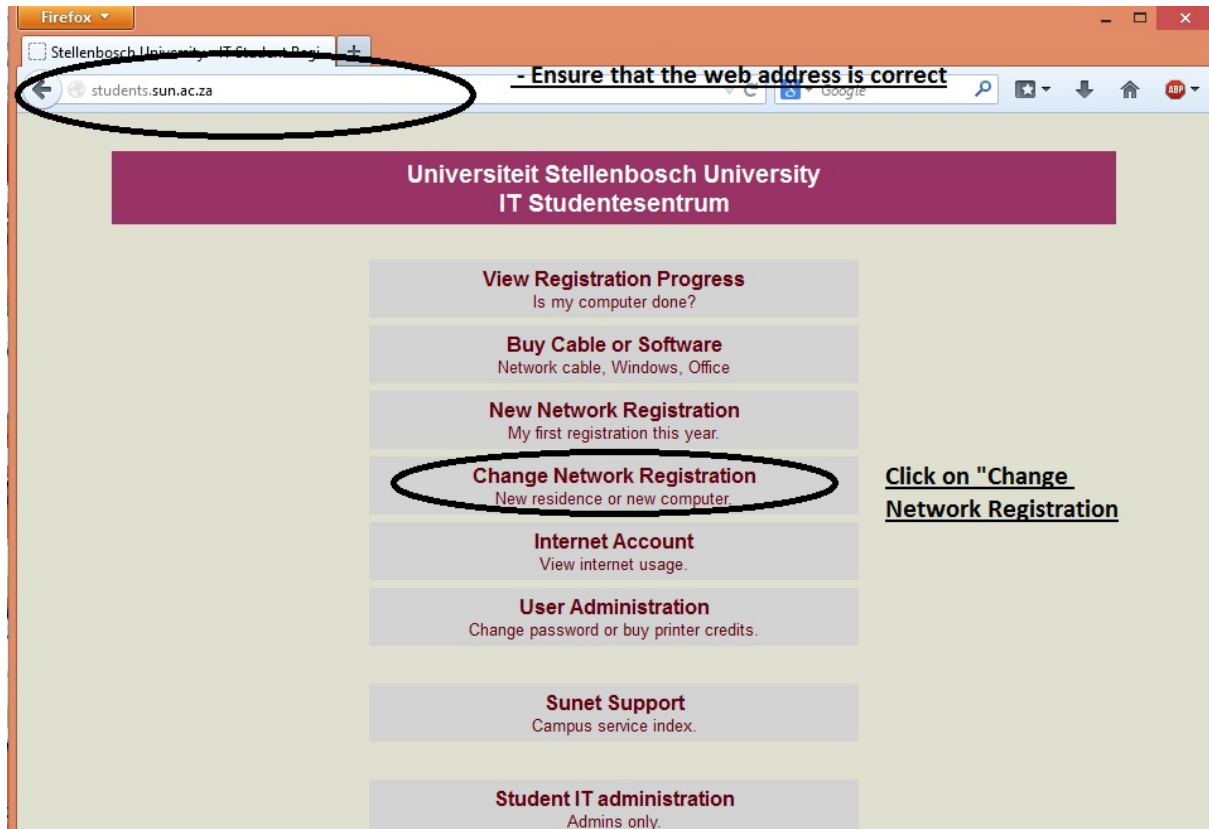 Firefox
Stellenbosch University - IT Student Regi...
- Ensure that the web address is correct
students.sun.ac.za
Google
ABP
Universiteit Stellenbosch University
IT Studentesentrum
View Registration Progress
Is my computer done?
Buy Cable or Software
Network cable, Windows, Office
New Network Registration
My first registration this year.
Change Network Registration
New residence or new computer.
Click on "Change
Network Registration
Internet Account
View internet usage.
User Administration
Change password or buy printer credits.
Sunet Support
Campus service index.
Student IT administration
Admins only.